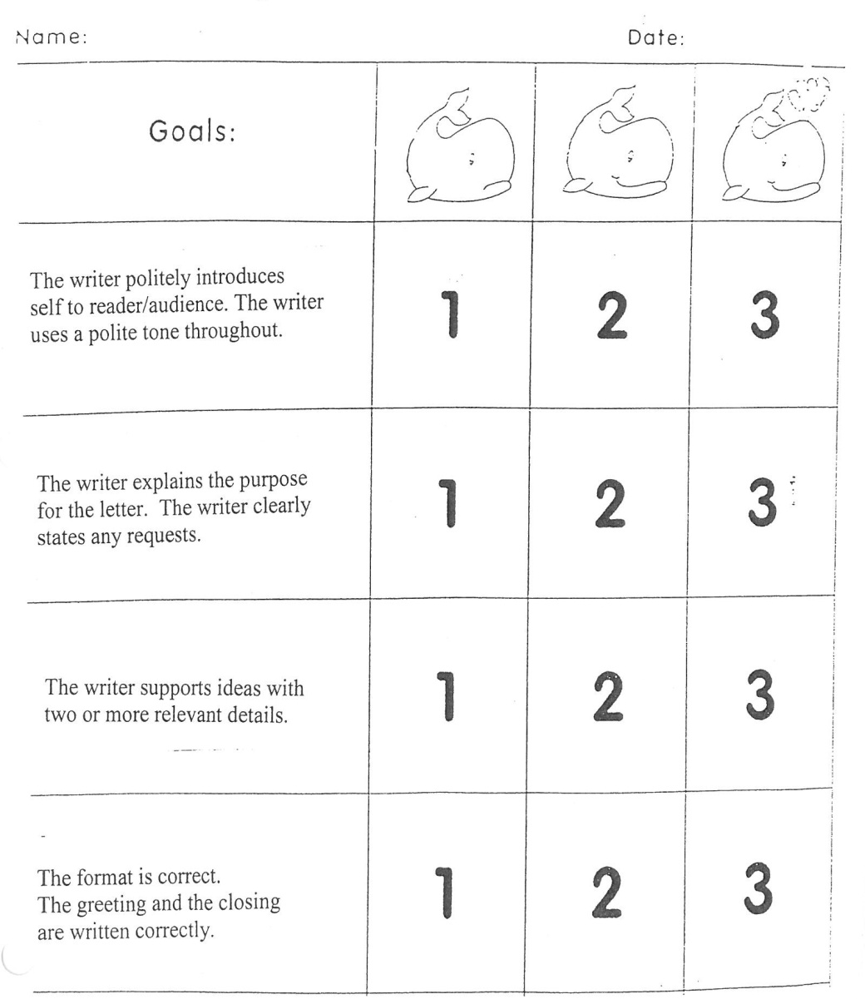 Name: Date:
Goals:
The writer politely introduces
self to reader/audience. The writer
uses a polite tone throughout.
1 2 3
The writer explains the purpose
for the letter. The writer clearly
states any requests.
1 2 3
The writer supports ideas with
two or more relevant details.
1 2 3
The format is correct.
The greeting and the closing
are written correctly.
1 2 3